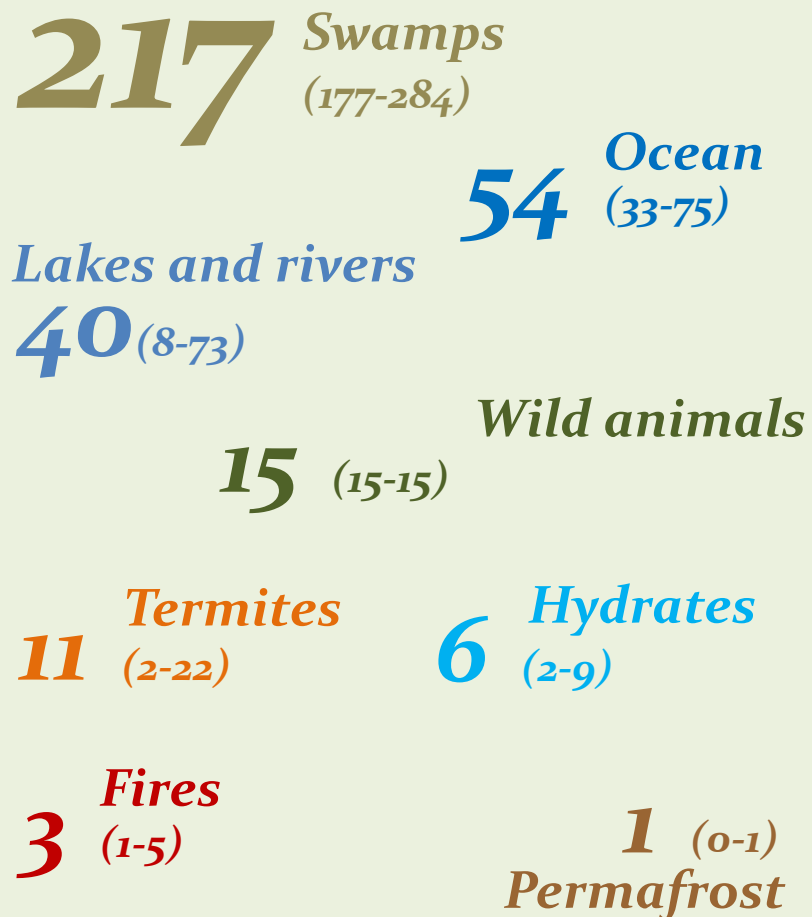 217 Swamps
(177-284)
54 Ocean
(33-75)
Lakes and rivers
40 (8-73)
Wild animals
15 (15-15)
11 Termites
(2-22)
6 Hydrates
(2-9)
3 Fires
(1-5)
1 (0-1)
Permafrost